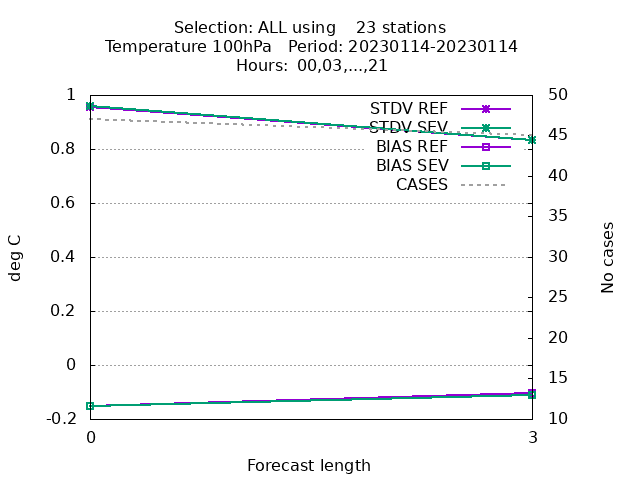 Selection: ALL using    23 stations
Temperature 100hPa   Period: 20230114-20230114
Hours:  00,03,...,21
1
0.8
0.6
0.4
0.2
0
-0.2
50
45
40
35
30
25
20
15
10
STDV REF
STDV SEV
BIAS REF
BIAS SEV
CASES
deg C
No cases
0
3
Forecast length